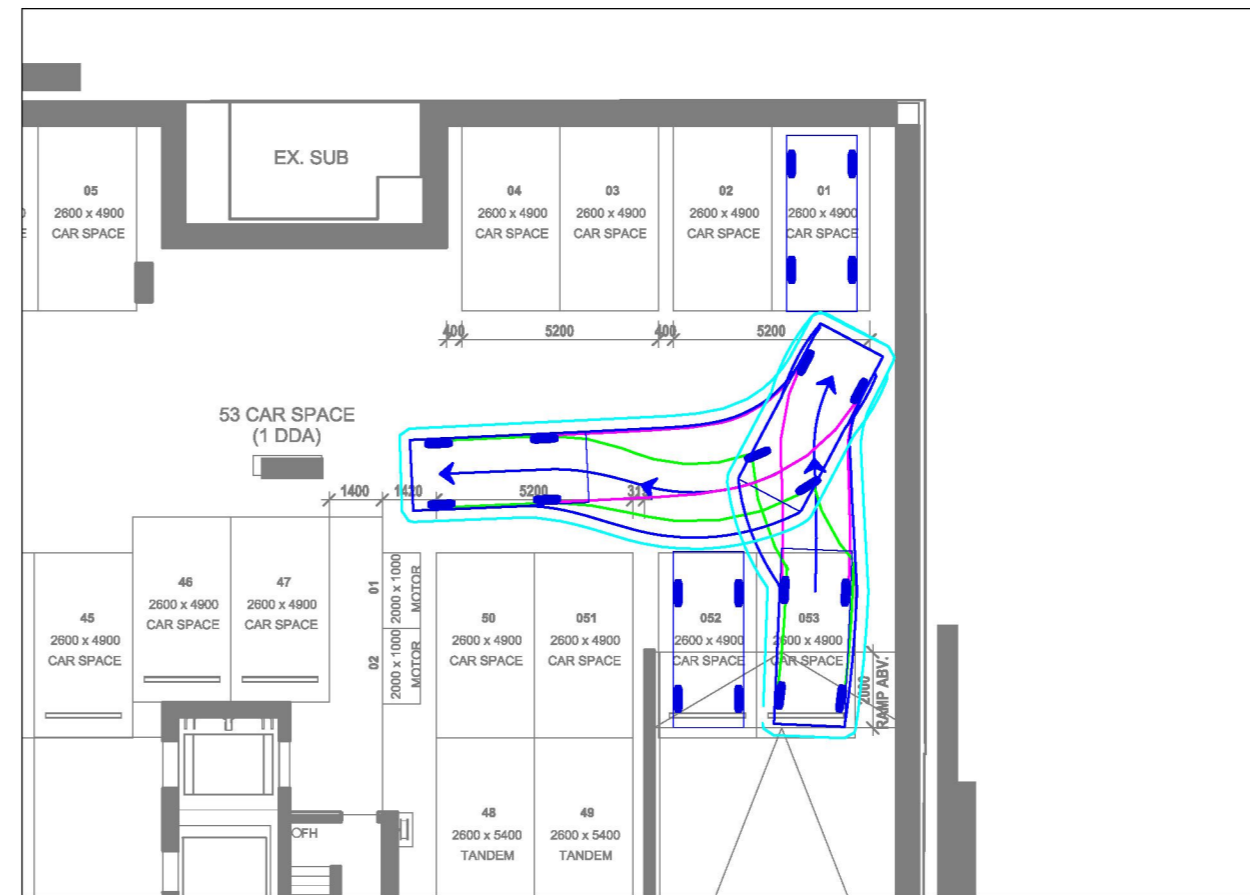 EX. SUB
05
2600 x 4900
CAR SPACE
04
2600 x 4900
CAR SPACE
03
2600 x 4900
CAR SPACE
02
2600 x 4900
CAR SPACE
01
2600 x 4900
CAR SPACE
400
5200
400
5200
53 CAR SPACE
(1 DDA)
1400
1420
5200
45
2600 x 4900
CAR SPACE
46
2600 x 4900
CAR SPACE
47
2600 x 4900
CAR SPACE
01
2000 x 1000
MOTOR
02
2000 x 1000
MOTOR
50
2600 x 4900
CAR SPACE
051
2600 x 4900
CAR SPACE
052
2600 x 4900
CAR SPACE
053
2600 x 4900
CAR SPACE
2000
RAMP ABV.
48
2600 x 5400
TANDEM
49
2600 x 5400
TANDEM
OFH